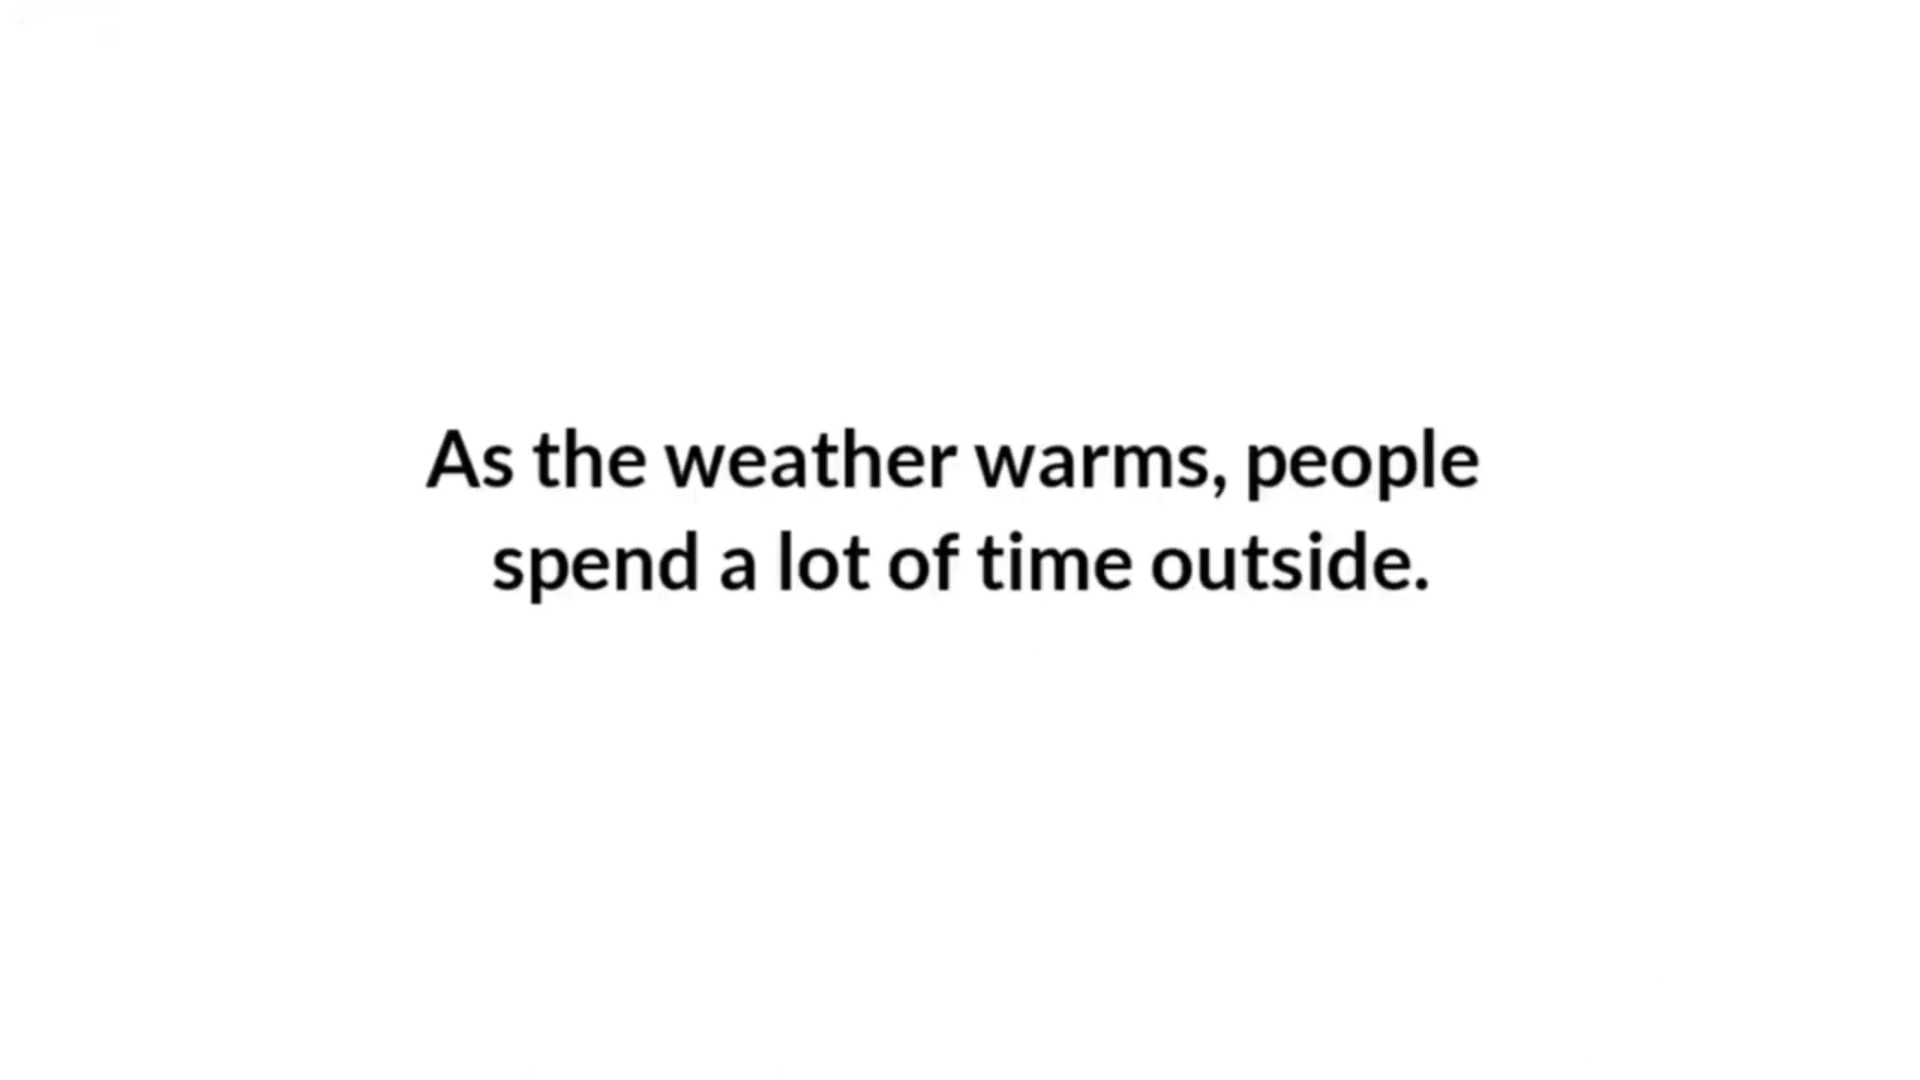 As the weather warms, people
spend a lot of time outside.